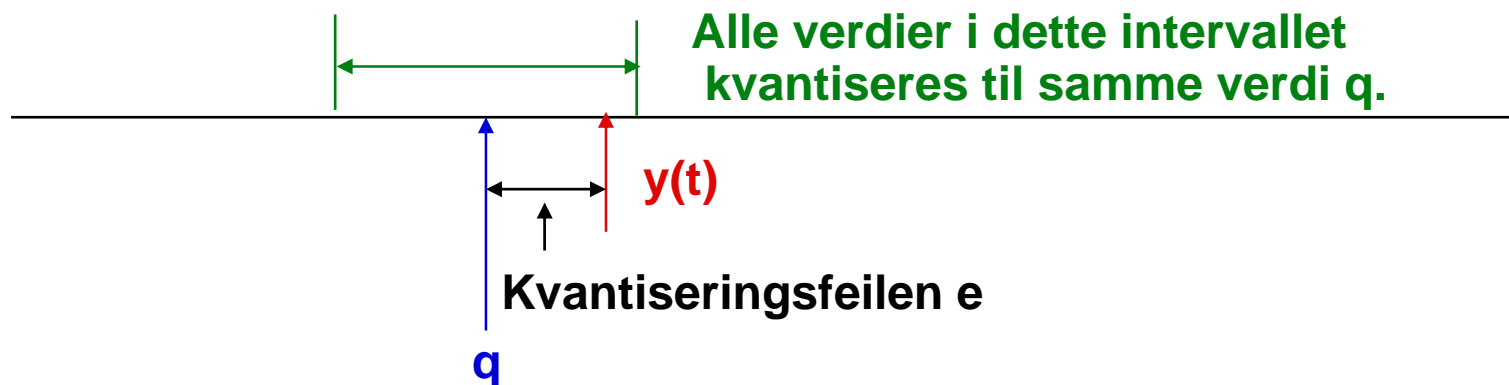 Alle verdier i dette intervallet
kvantiseres til samme verdi q.
y(t)
Kvantiseringsfeilen e
q